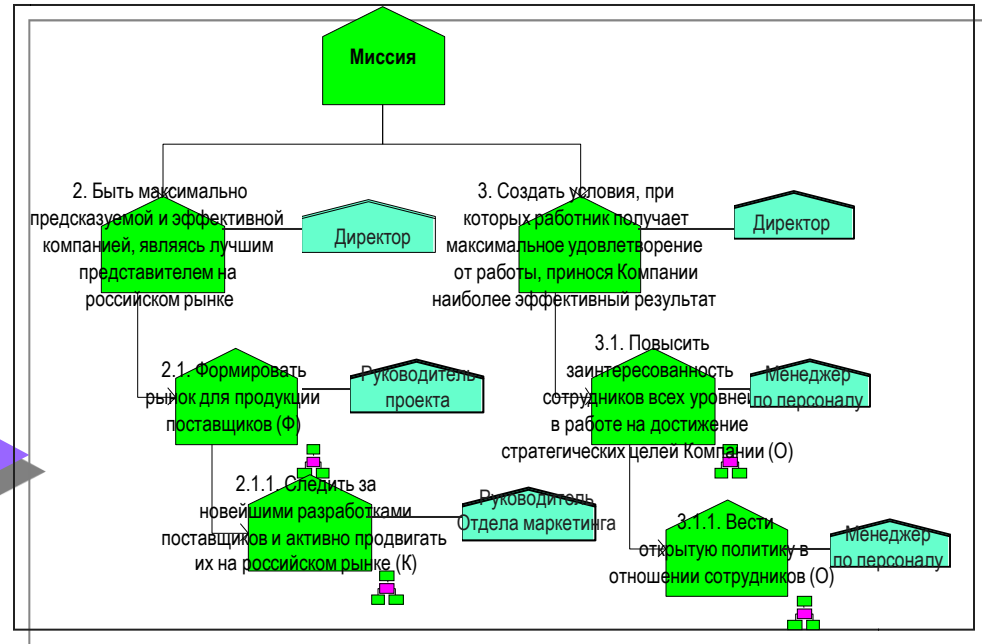 Миссия
2. Быть максимально
предсказуемой и эффективной
компанией, являясь лучшим
представителем на
российском рынке
Директор
3. Создать условия, при
которых работник получает
максимальное удовлетворение
от работы, принося Компании
наиболее эффективный результат
Директор
2.1. Формировать
рынок для продукции
поставщиков (Ф)
Руководитель
проекта
3.1. Повысить
заинтересованность
сотрудников всех уровней
в работе на достижение
стратегических целей Компании (О)
Менеджер
по персоналу
2.1.1. Следить за
новейшими разработками
поставщиков и активно продвигать
их на российском рынке (К)
Руководитель
Отдела маркетинга
3.1.1. Вести
открытую политику в
отношении сотрудников (О)
Менеджер
по персоналу